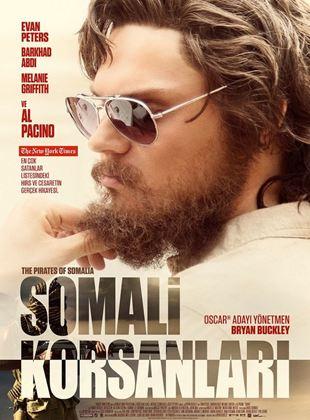 EVAN
PETERS
BARKHAD
ABDI
MELANIE
GRIFFITH
VE
AL
PACINO
The New York Times
EN ÇOK
SATANLAR
LİSTESİNDEKİ
HIRS VE CESARETİN
GERÇEK HİKAYESİ.
THE PIRATES OF SOMALIA
SOMALİ
OSCAR® ADAYI YÖNETMEN
BRYAN BUCKLEY
KORSANLARI